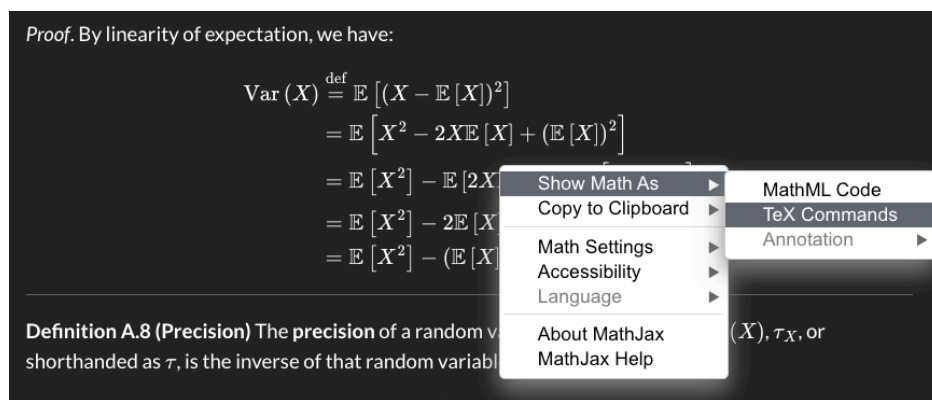 Proof. By linearity of expectation, we have:
Var (X) def= 𝔼 [(X − 𝔼 [X])²]
= 𝔼 [X² − 2X𝔼 [X] + (𝔼 [X])²]
= 𝔼 [X²] − 𝔼 [2X
= 𝔼 [X²] − 2𝔼 [X]
= 𝔼 [X²] − (𝔼 [X]
Show Math As
Copy to Clipboard
Math Settings
Accessibility
Language
About MathJax
MathJax Help
MathML Code
TeX Commands
Annotation
Definition A.8 (Precision) The precision of a random v (X), τ_X, or
shorthanded as τ, is the inverse of that random variabl